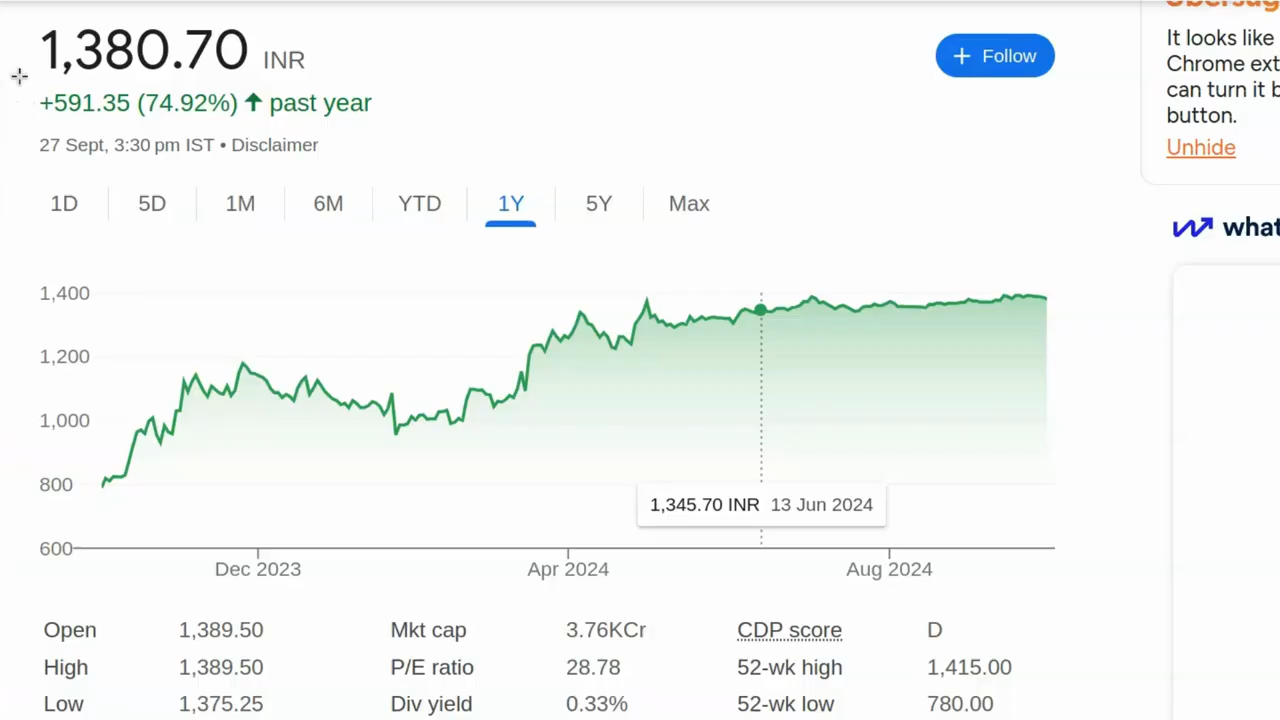 1,380.70 INR
+ Follow
+591.35 (74.92%) ↑ past year
27 Sept, 3:30 pm IST • Disclaimer
1D 5D 1M 6M YTD 1Y 5Y Max
1,400
1,200
1,000
800
600
1,345.70 INR 13 Jun 2024
Dec 2023 Apr 2024 Aug 2024
Open 1,389.50 Mkt cap 3.76KCr CDP score D
High 1,389.50 P/E ratio 28.78 52-wk high 1,415.00
Low 1,375.25 Div yield 0.33% 52-wk low 780.00
It looks like
Chrome ext
can turn it b
button.
Unhide
what